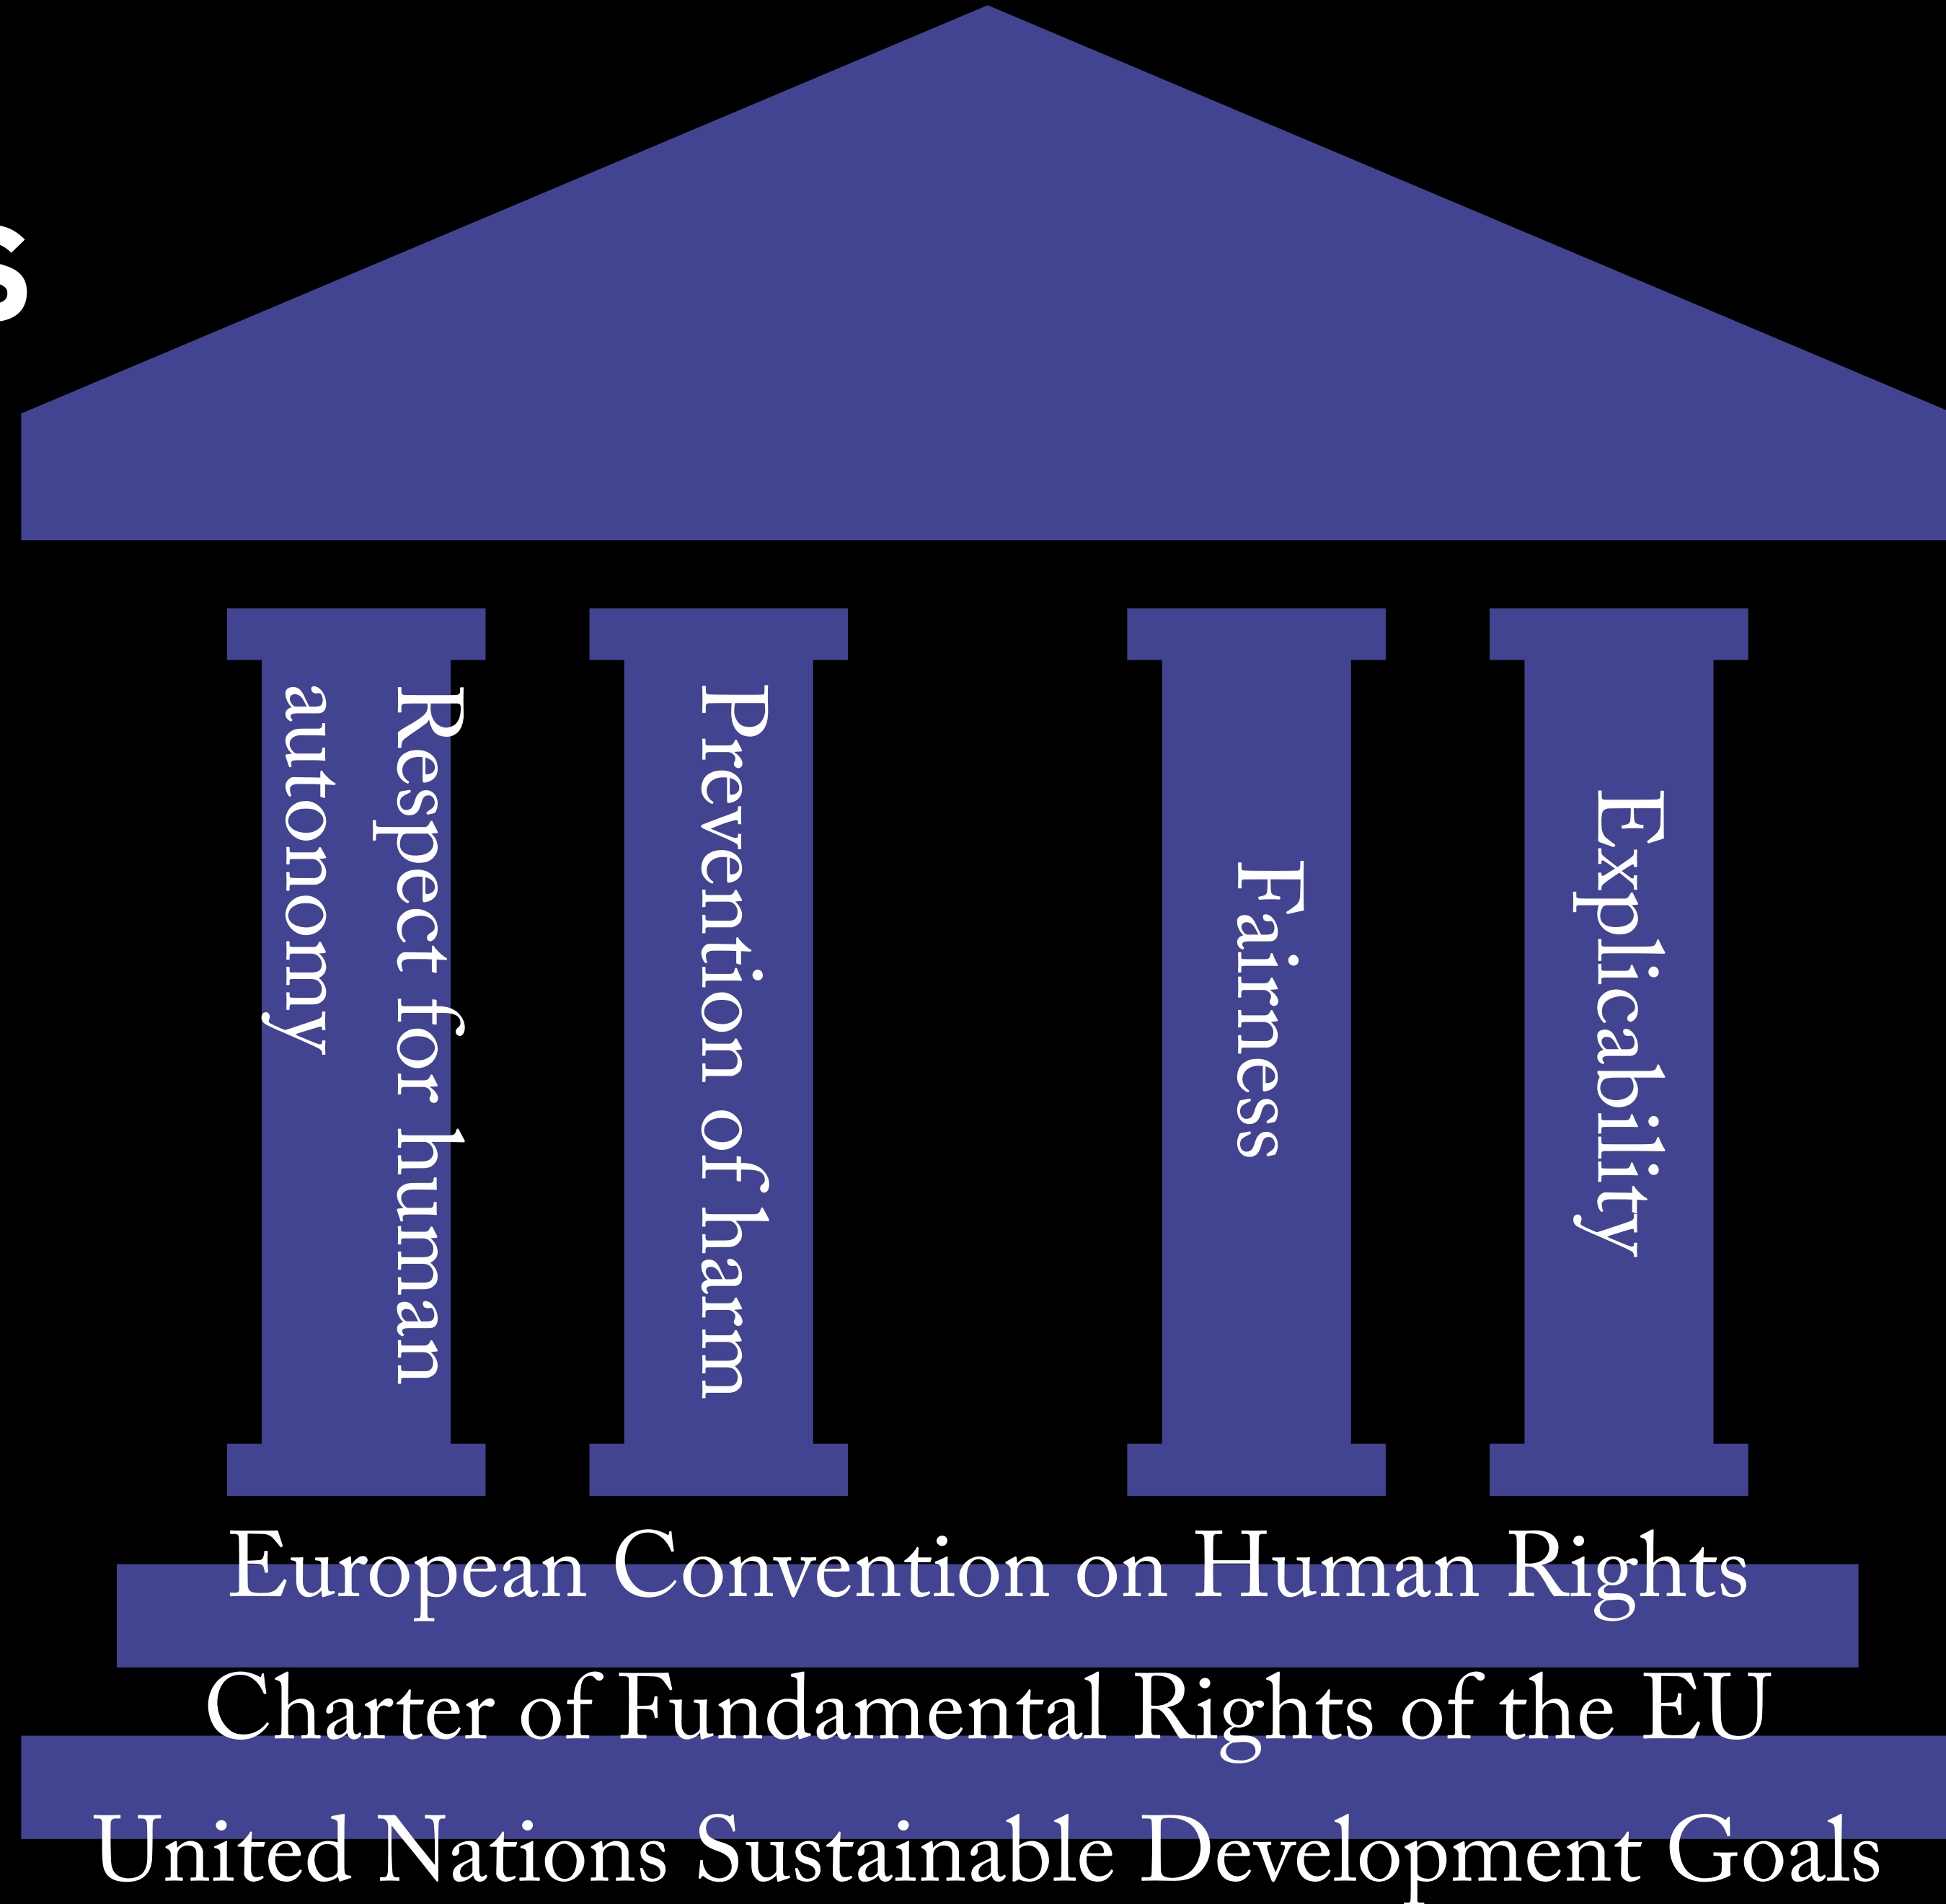 s
Respect for human
autonomy
Prevention of harm
Fairness
Explicability
European Convention on Human Rights
Charter of Fundamental Rights of the EU
United Nations Sustainable Development Goals